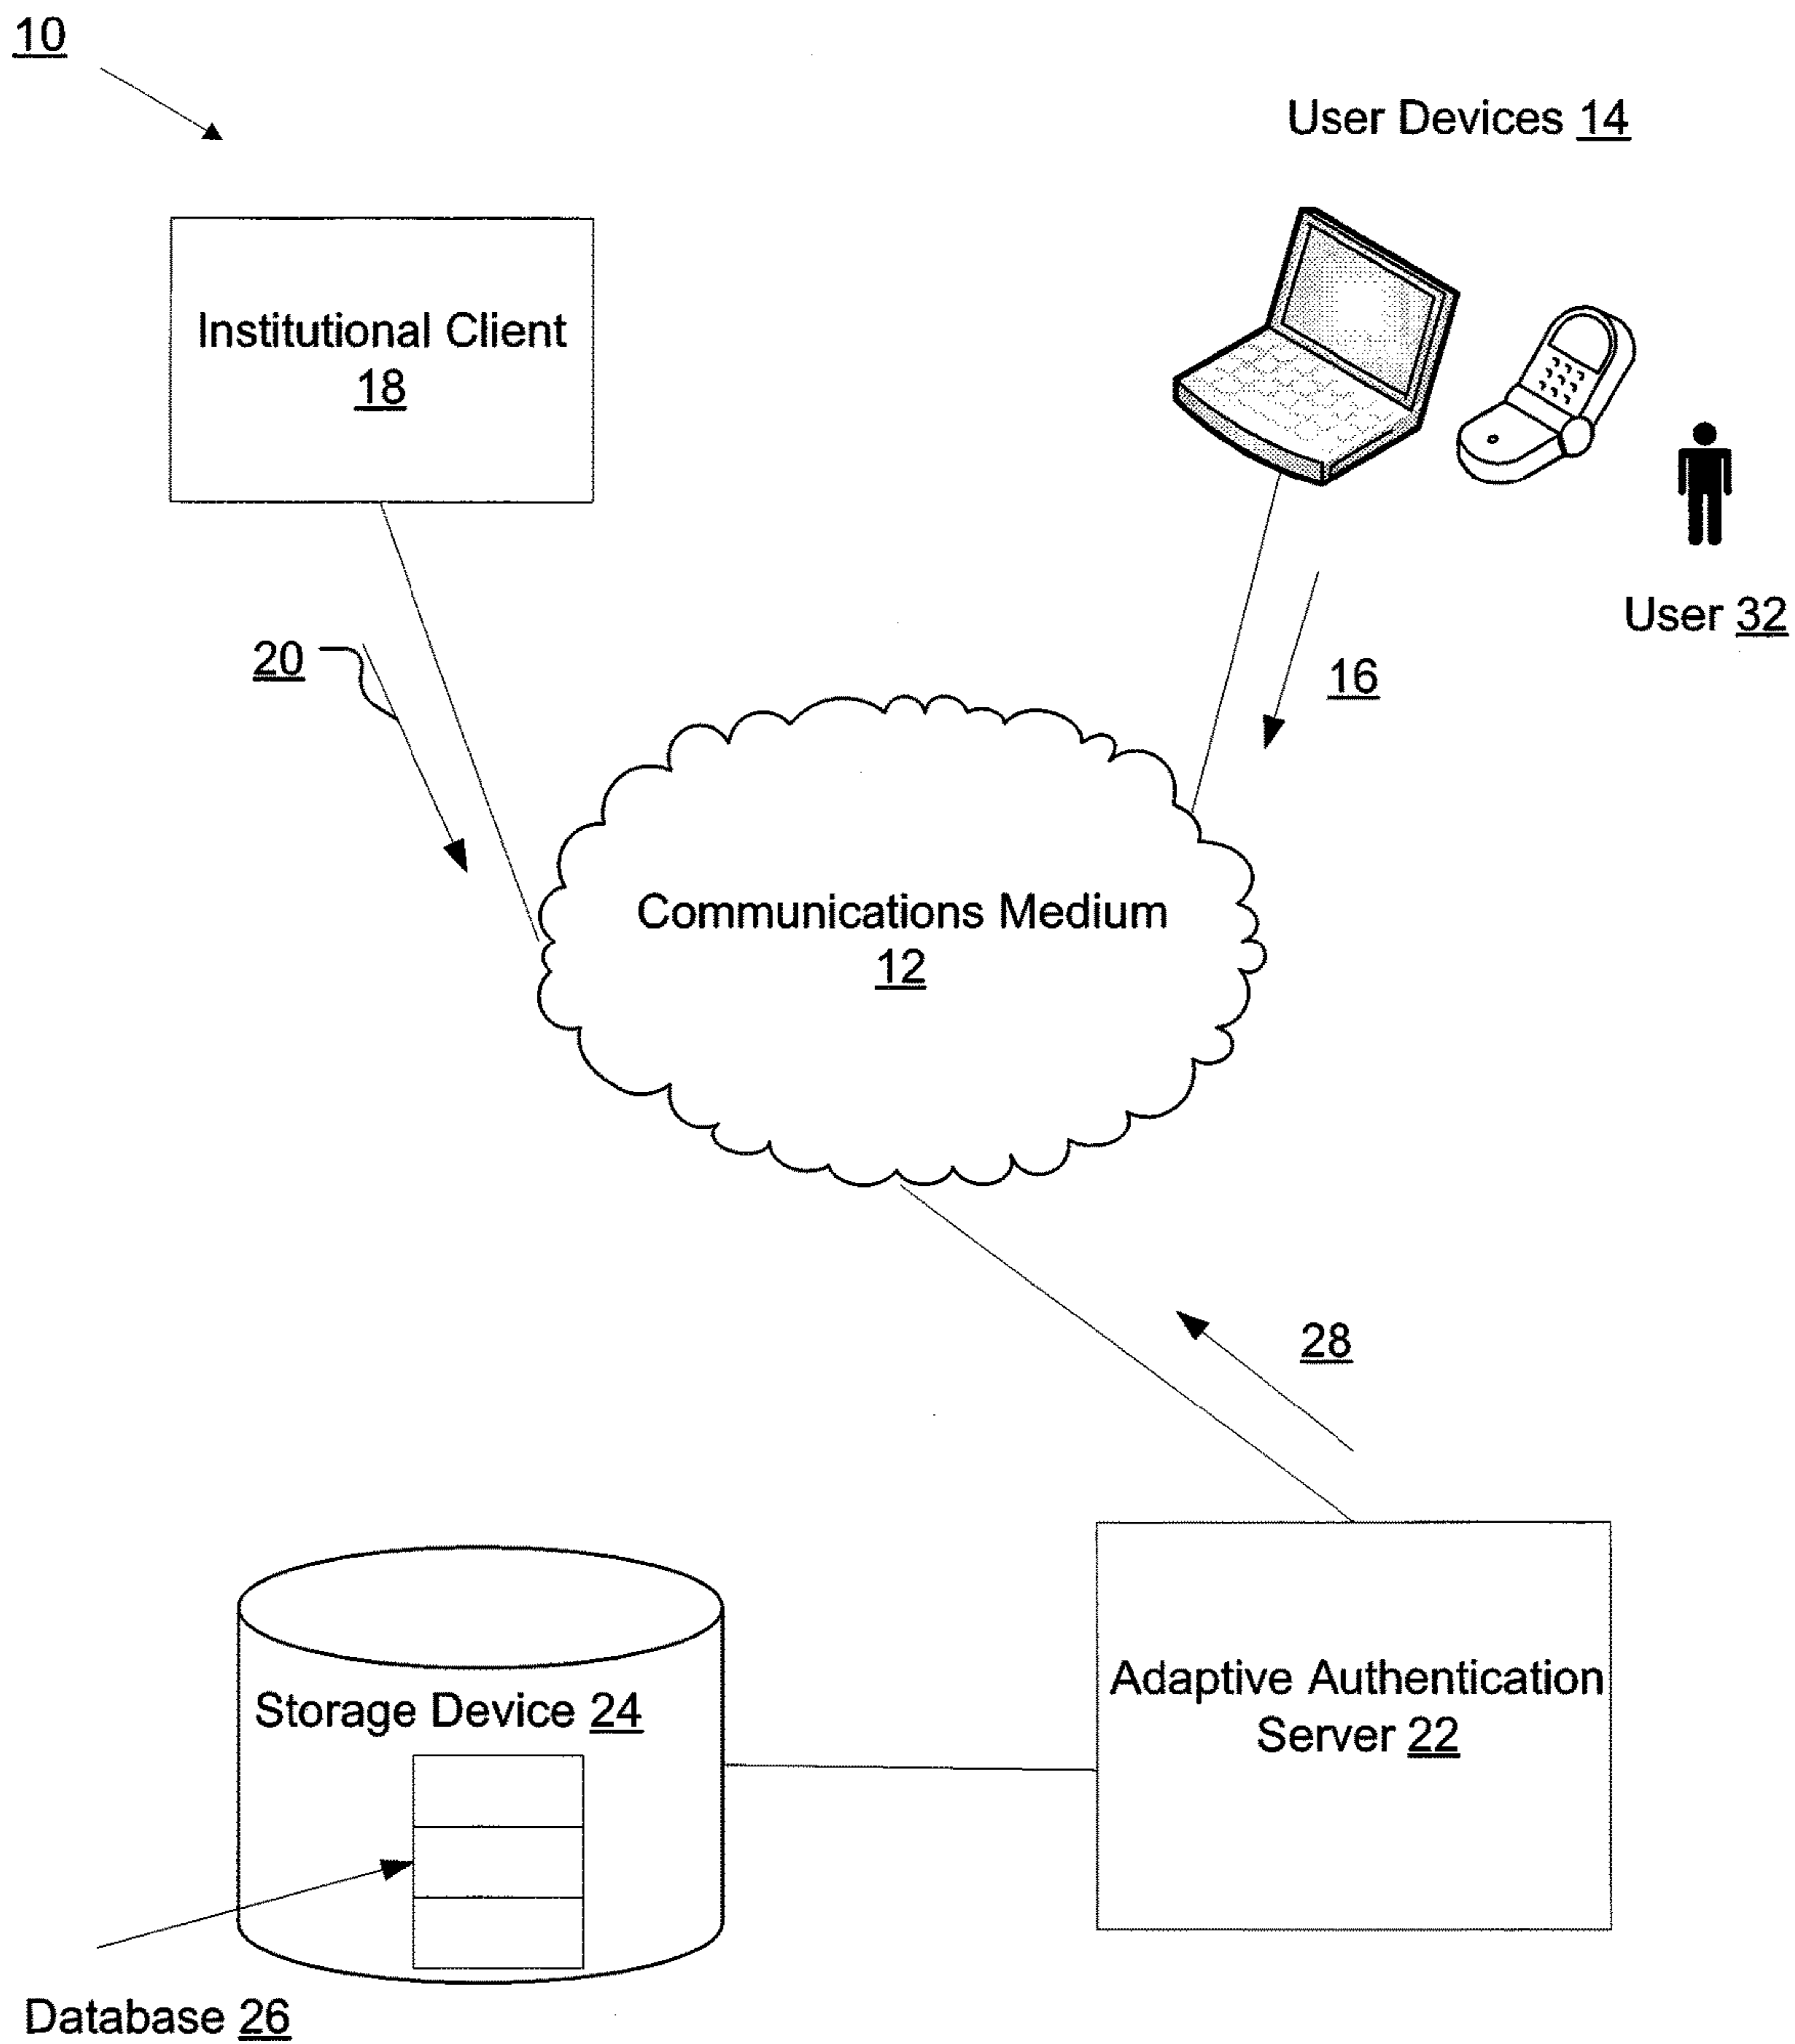 10
User Devices 14
Institutional Client
18
User 32
20
16
Communications Medium
12
28
Adaptive Authentication
Server 22
Storage Device 24
Database 26